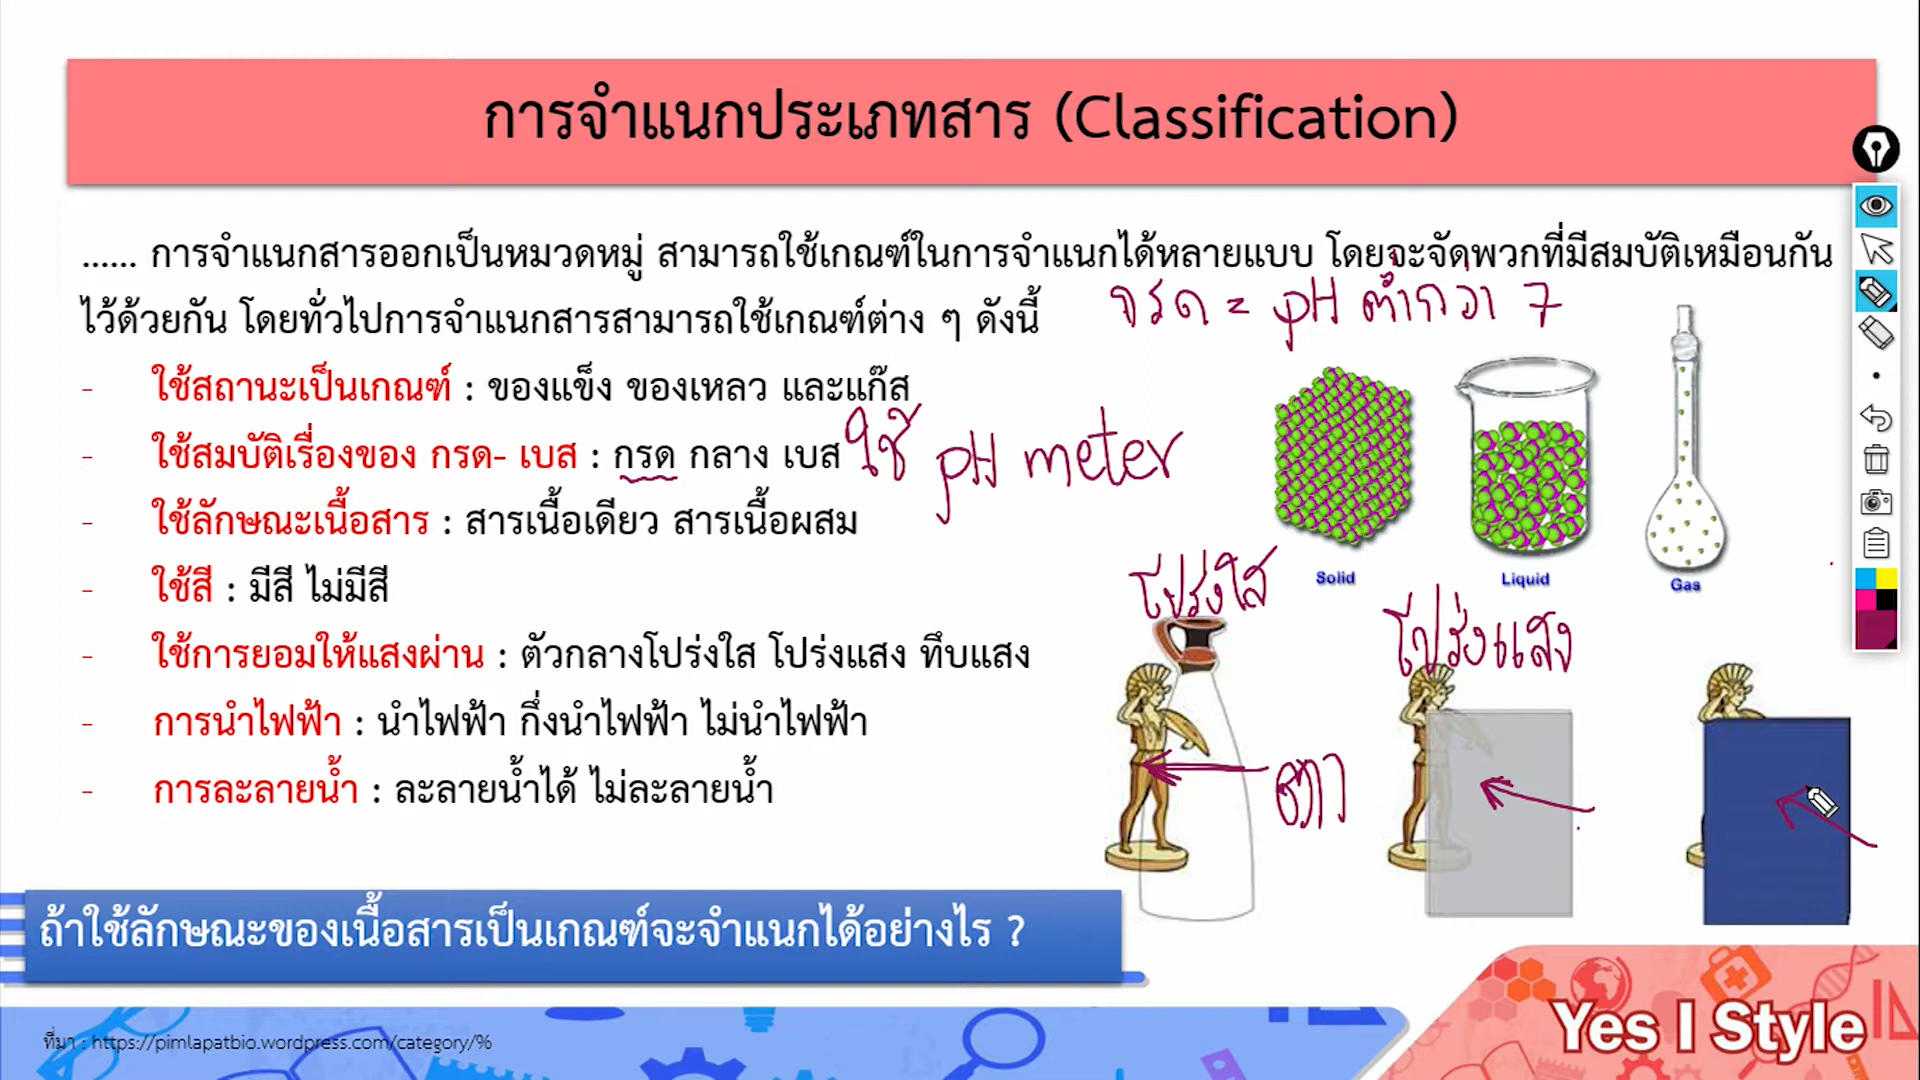 การจำแนกประเภทสาร (Classification)
...... การจำแนกสารออกเป็นหมวดหมู่ สามารถใช้เกณฑ์ในการจำแนกได้หลายแบบ โดยจะจัดพวกที่มีสมบัติเหมือนกัน
ไว้ด้วยกัน โดยทั่วไปการจำแนกสารสามารถใช้เกณฑ์ต่าง ๆ ดังนี้
กรด = pH ต่ำกว่า 7
- ใช้สถานะเป็นเกณฑ์ : ของแข็ง ของเหลว และแก๊ส
- ใช้สมบัติเรื่องของ กรด- เบส : กรด กลาง เบส
ใช้ pH meter
- ใช้ลักษณะเนื้อสาร : สารเนื้อเดียว สารเนื้อผสม
- ใช้สี : มีสี ไม่มีสี
- ใช้การยอมให้แสงผ่าน : ตัวกลางโปร่งใส โปร่งแสง ทึบแสง
- การนำไฟฟ้า : นำไฟฟ้า กึ่งนำไฟฟ้า ไม่นำไฟฟ้า
- การละลายน้ำ : ละลายน้ำได้ ไม่ละลายน้ำ
Solid
Liquid
Gas
โปร่งใส
โปร่งแสง
ถ้าใช้ลักษณะของเนื้อสารเป็นเกณฑ์จะจำแนกได้อย่างไร ?
ที่มา : https://pimlapatbio.wordpress.com/category/%
Yes I Style